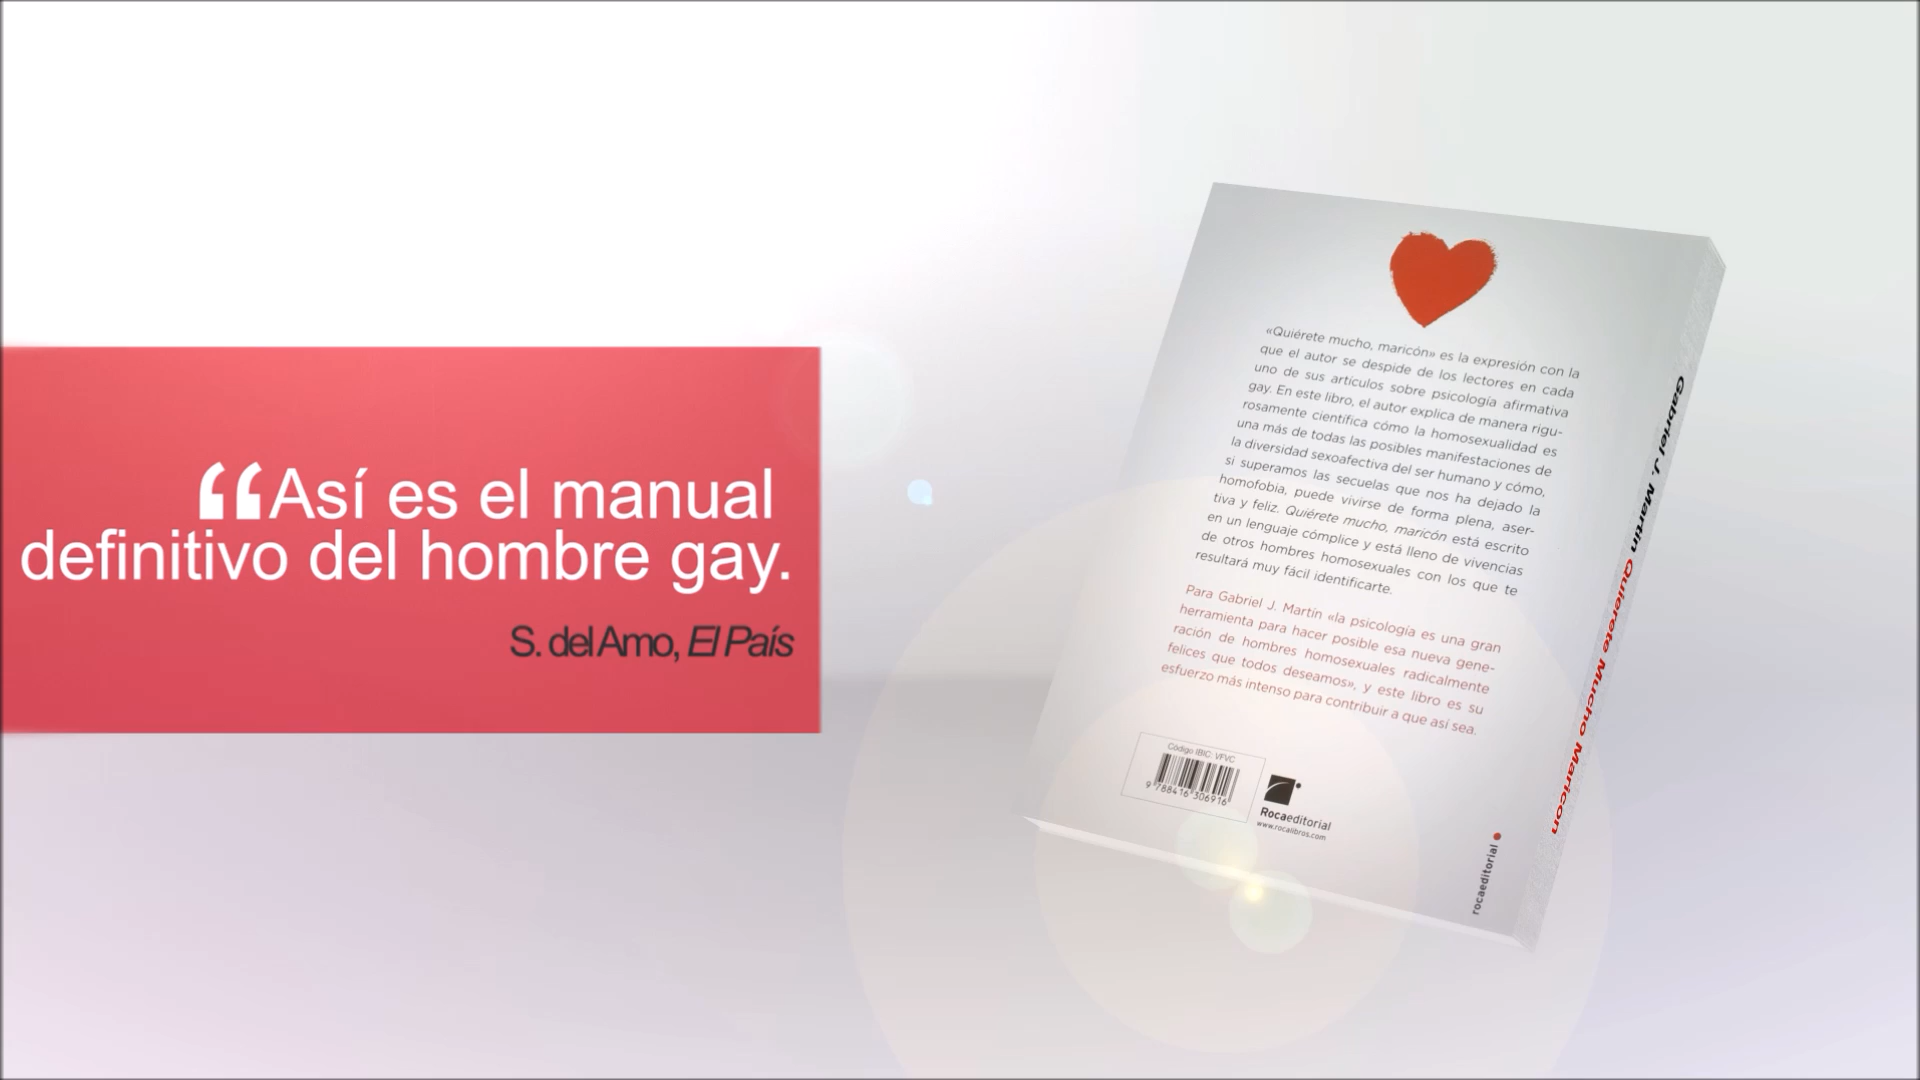 “Así es el manual
definitivo del hombre gay.
S. del Amo, El País
«Quiérete mucho, maricón» es la expresión con la
que el autor se despide de los lectores en cada
uno de sus artículos sobre psicología afirmativa
gay. En este libro, el autor explica de manera rigu-
rosamente científica cómo la homosexualidad es
una más de todas las posibles manifestaciones de
la diversidad sexoafectiva del ser humano y cómo,
si superamos las secuelas que nos ha dejado la
homofobia, puede vivirse de forma plena, aser-
tiva y feliz. Quiérete mucho, maricón está escrito
en un lenguaje cómplice y está lleno de vivencias
de otros hombres homosexuales con los que te
resultará muy fácil identificarte.
Para Gabriel J. Martín «la psicología es una gran
herramienta para hacer posible esa nueva gene-
ración de hombres homosexuales radicalmente
felices que todos deseamos», y este libro es su
esfuerzo más intenso para contribuir a que así sea.
Código IBIC: VFVC
9 788416 306916
Rocaeditorial
www.rocalibros.com
rocaeditorial
Gabriel J. Martin Quierete Mucho Maricon